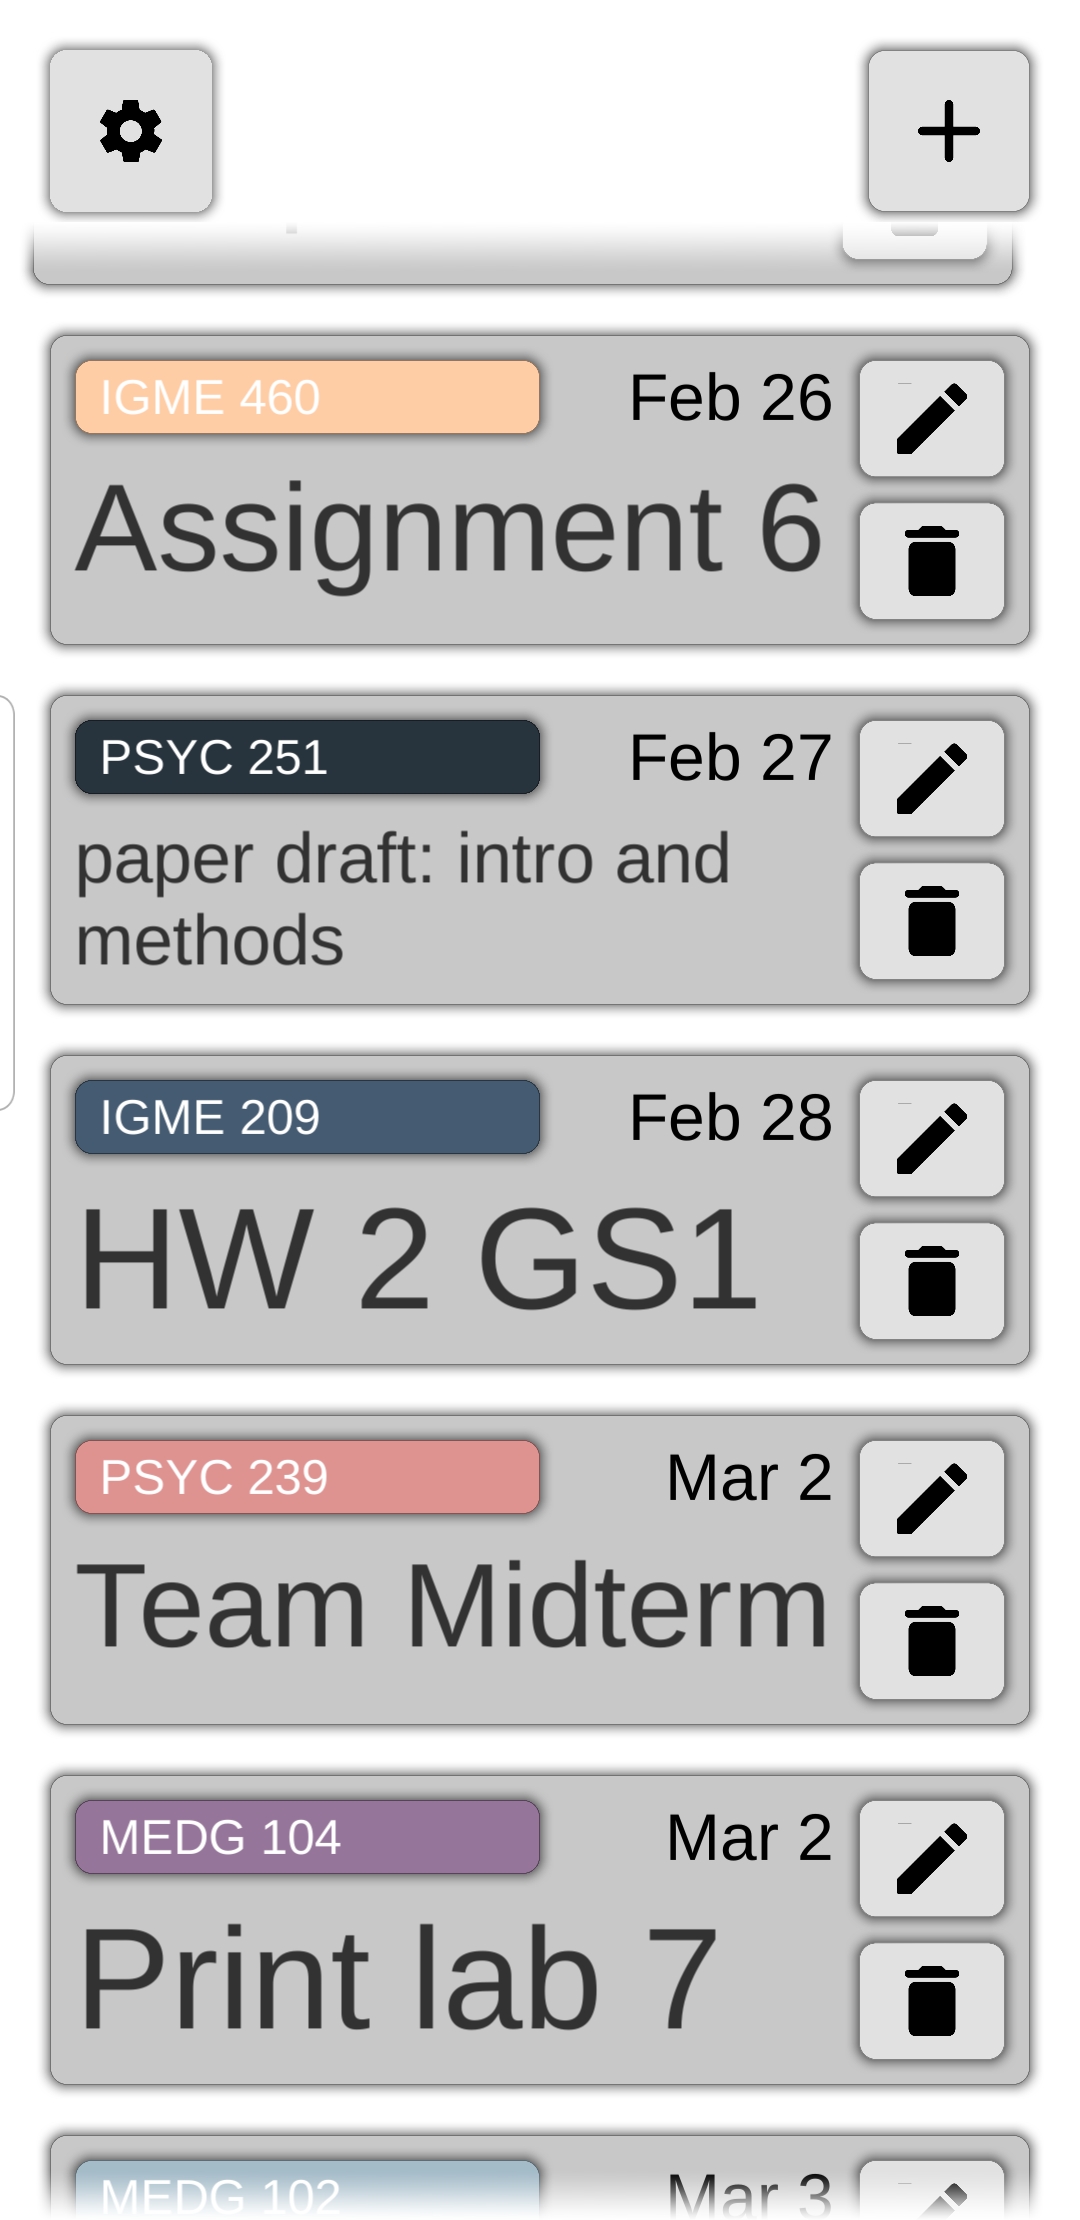 IGME 460
Feb 26
Assignment 6
PSYC 251
Feb 27
paper draft: intro and
methods
IGME 209
Feb 28
HW 2 GS1
PSYC 239
Mar 2
Team Midterm
MEDG 104
Mar 2
Print lab 7
MEDG 102
Mar 3